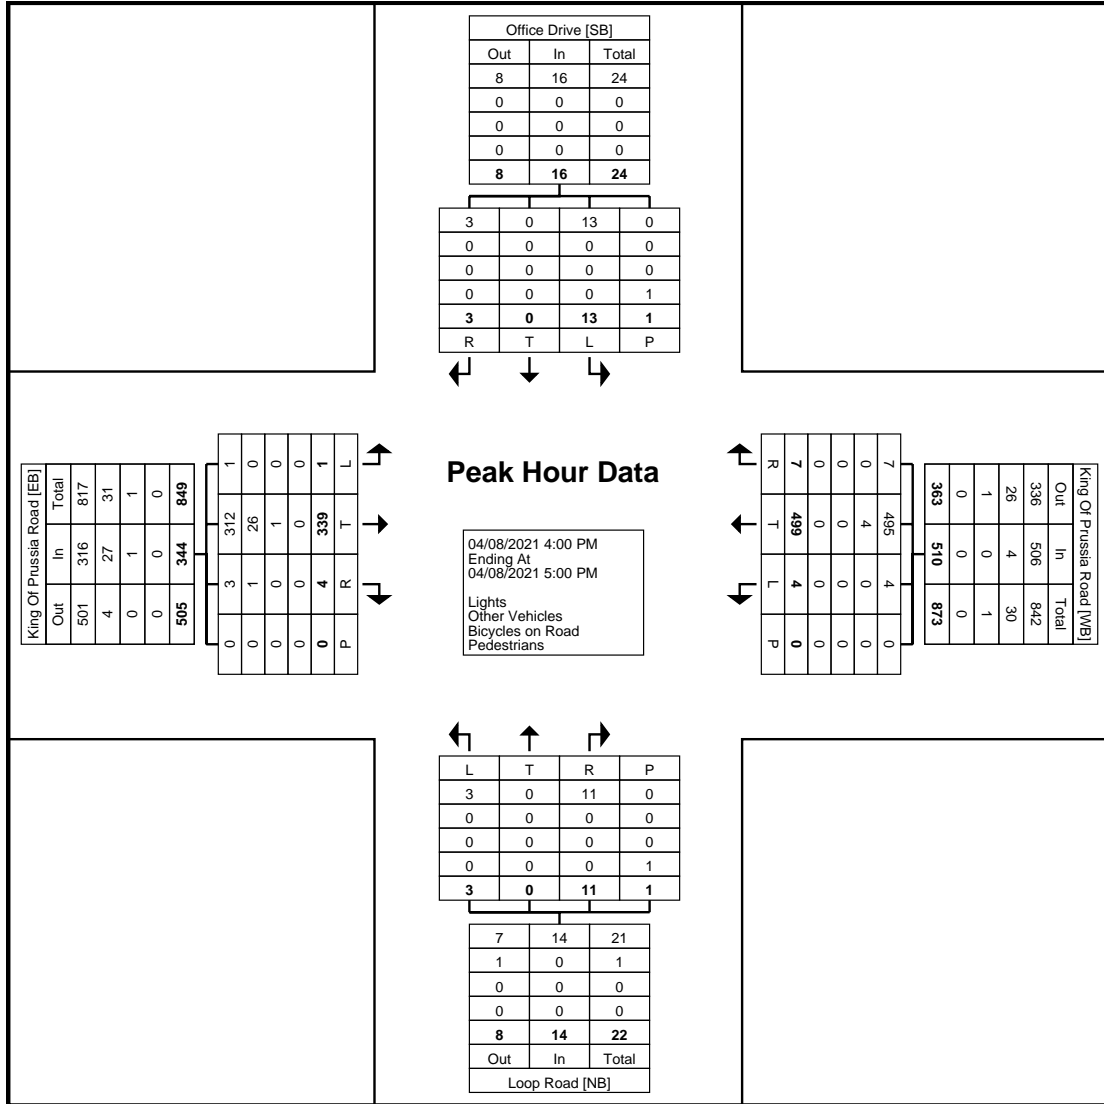 Office Drive [SB]
Out In Total
8 16 24
0 0 0
0 0 0
0 0 0
8 16 24
3 0 13 0
0 0 0 0
0 0 0 0
0 0 0 1
3 0 13 1
R T L P
King Of Prussia Road [EB]
Total In Out
817 316 501
31 27 4
1 1 0
0 0 0
849 344 505
1 312 3 0
0 26 1 0
0 1 0 0
0 0 0 0
1 339 4 0
L T R P
Peak Hour Data
04/08/2021 4:00 PM
Ending At
04/08/2021 5:00 PM
Lights
Other Vehicles
Bicycles on Road
Pedestrians
R T L P
7 499 4 0
0 0 0 0
0 0 0 0
0 4 0 0
7 495 4 0
King Of Prussia Road [WB]
Out In Total
336 506 842
26 4 30
1 0 1
0 0 0
363 510 873
L T R P
3 0 11 0
0 0 0 0
0 0 0 0
0 0 0 1
3 0 11 1
7 14 21
1 0 1
0 0 0
0 0 0
8 14 22
Out In Total
Loop Road [NB]